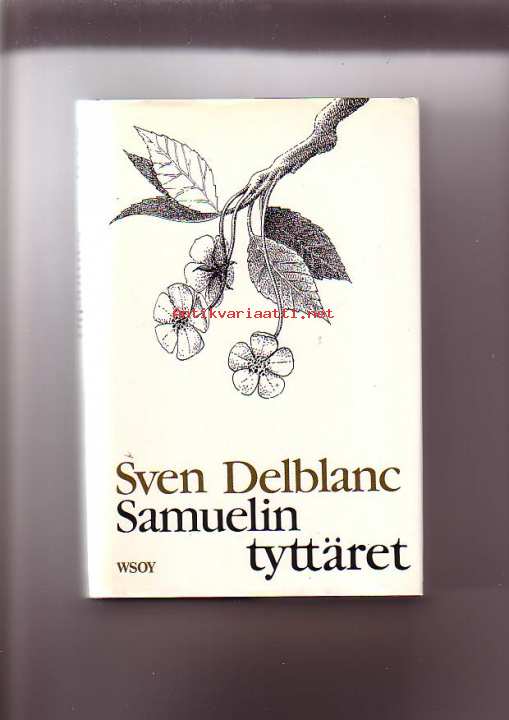 antikvariaatti.net
Sven Delblanc
Samuelin
tyttäret
WSOY